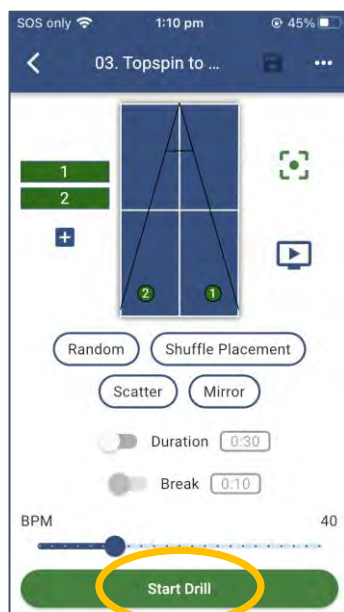 SOS only 1:10 pm 45%
03. Topspin to ...
1
2
2 1
Random Shuffle Placement
Scatter Mirror
Duration 0:30
Break 0:10
BPM 40
Start Drill